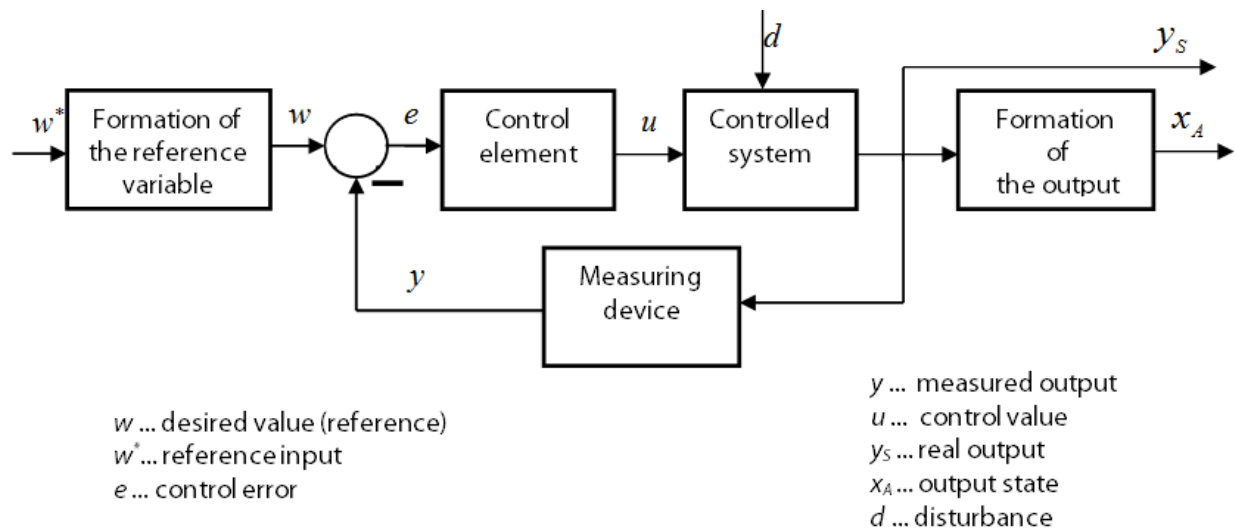 d
y_S
w*
Formation of
the reference
variable
w
e
Control
element
u
Controlled
system
Formation
of
the output
x_A
y
Measuring
device
w ... desired value (reference)
w* ... reference input
e ... control error
y ... measured output
u ... control value
y_S ... real output
x_A ... output state
d ... disturbance